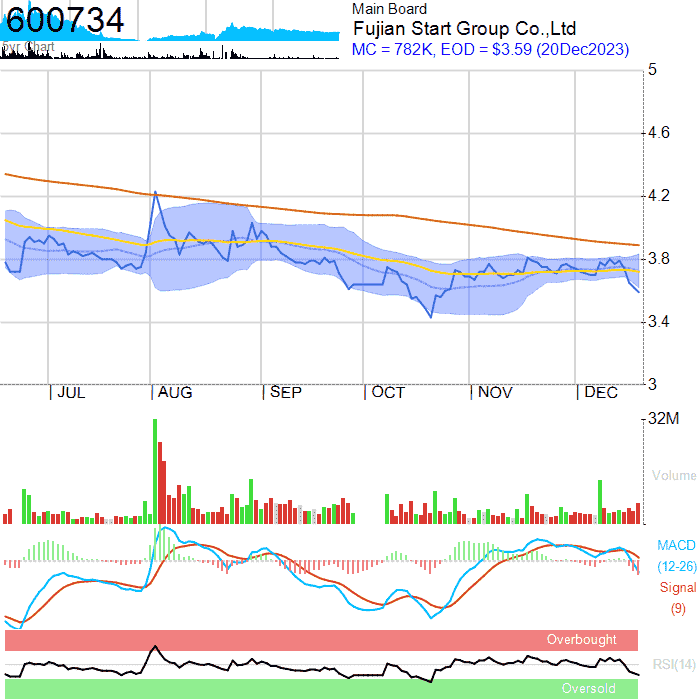 600734
5yr Chart
Main Board
Fujian Start Group Co.,Ltd
MC = 782K, EOD = $3.59 (20Dec2023)
5
4.6
4.2
3.8
3.4
3
JUL
AUG
SEP
OCT
NOV
DEC
32M
Volume
MACD
(12-26)
Signal
(9)
Overbought
RSI(14)
Oversold